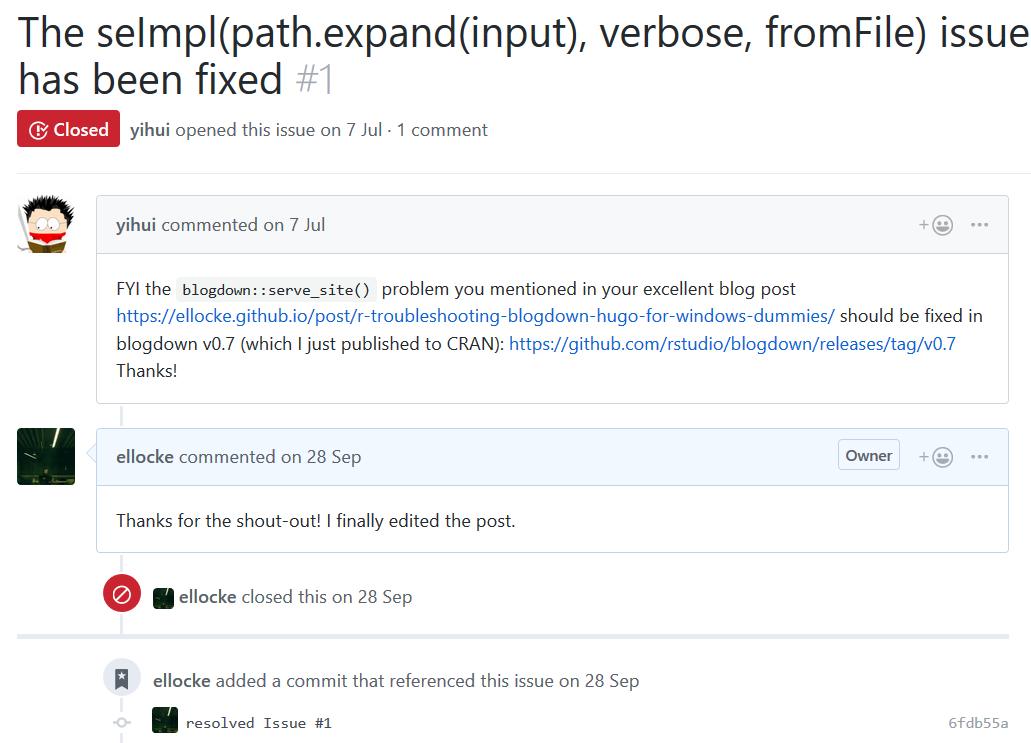 The seImpl(path.expand(input), verbose, fromFile) issue
has been fixed #1
Closed yihui opened this issue on 7 Jul · 1 comment
yihui commented on 7 Jul
FYI the blogdown::serve_site() problem you mentioned in your excellent blog post
https://ellocke.github.io/post/r-troubleshooting-blogdown-hugo-for-windows-dummies/ should be fixed in
blogdown v0.7 (which I just published to CRAN): https://github.com/rstudio/blogdown/releases/tag/v0.7
Thanks!
ellocke commented on 28 Sep Owner
Thanks for the shout-out! I finally edited the post.
ellocke closed this on 28 Sep
ellocke added a commit that referenced this issue on 28 Sep
resolved Issue #1 6fdb55a